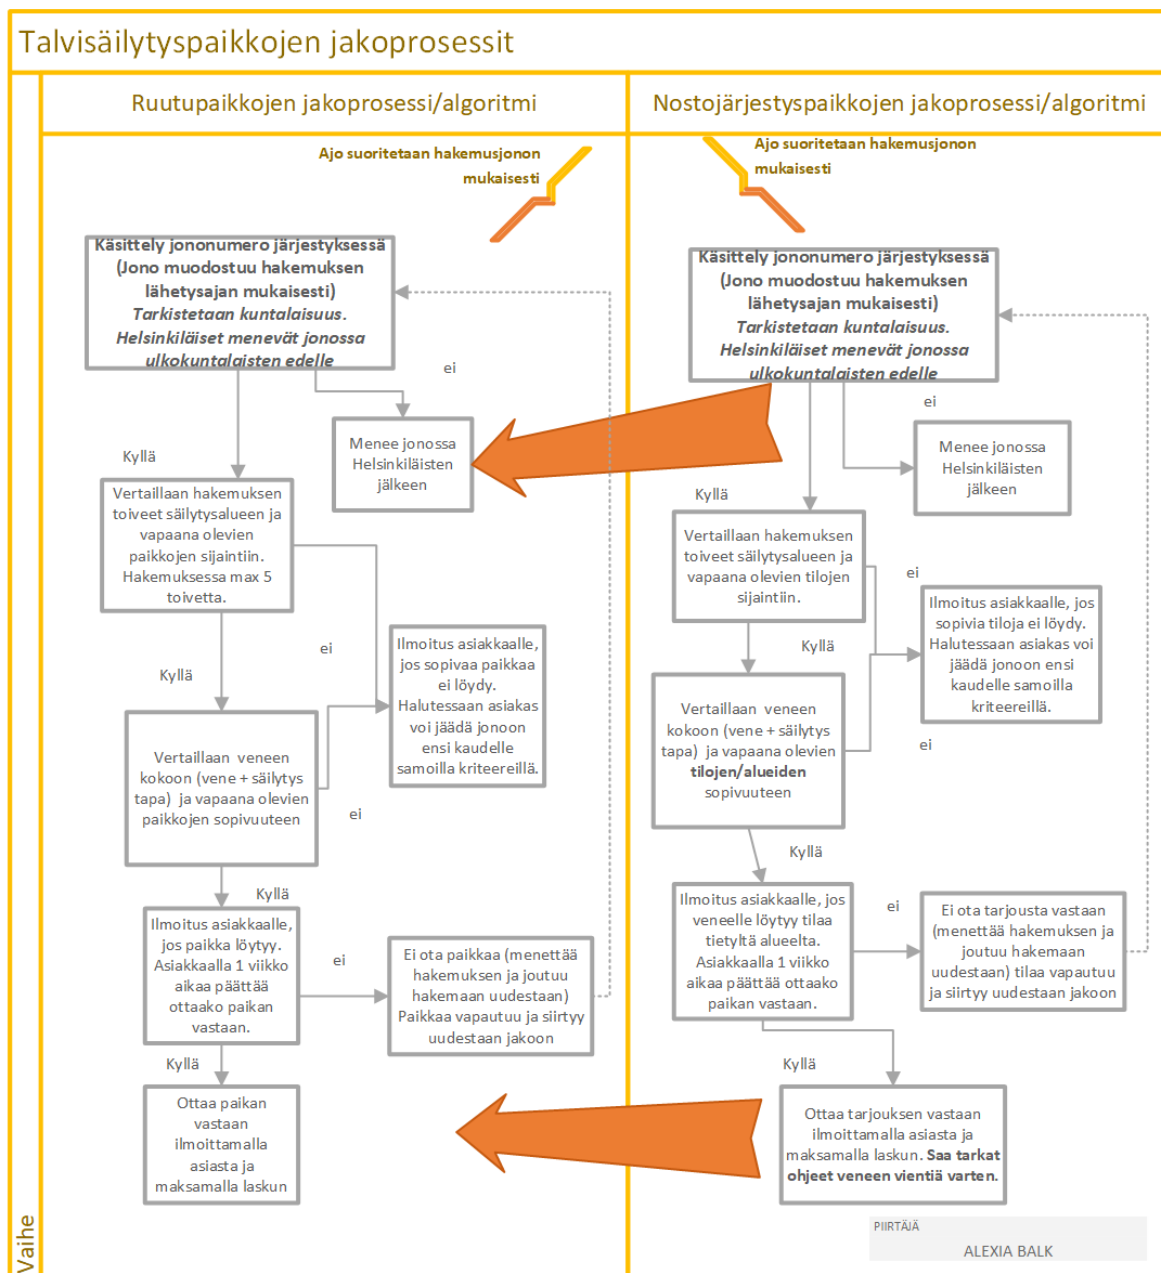 Talvisäilytyspaikkojen jakoprosessit
Ruutupaikkojen jakoprosessi/algoritmi
Ajo suoritetaan hakemusjonon
mukaisesti
Käsittely jononumero järjestyksessä
(Jono muodostuu hakemuksen
lähetysajan mukaisesti)
Tarkistetaan kuntalaisuus.
Helsinkiläiset menevät jonossa
ulkokuntalaisten edelle
ei
Menee jonossa
Helsinkiläisten
jälkeen
Kyllä
Vertaillaan hakemuksen
toiveet säilytysalueen ja
vapaana olevien
paikkojen sijaintiin.
Hakemuksessa max 5
toivetta.
ei
Ilmoitus asiakkaalle,
jos sopivaa paikkaa
ei löydy.
Halutessaan asiakas
voi jäädä jonoon
ensi kaudelle
samoilla kriteereillä.
Kyllä
Vertaillaan veneen
kokoon (vene + säilytys
tapa) ja vapaana olevien
paikkojen sopivuuteen
ei
Kyllä
Ilmoitus asiakkaalle,
jos paikka löytyy.
Asiakkaalla 1 viikko
aikaa päättää
ottaako paikan
vastaan.
ei
Ei ota paikkaa (menettää
hakemuksen ja joutuu
hakemaan uudestaan)
Paikkaa vapautuu ja siirtyy
uudestaan jakoon
Kyllä
Ottaa paikan
vastaan
ilmoittamalla
asiasta ja
maksamalla laskun
Nostojärjestyspaikkojen jakoprosessi/algoritmi
Ajo suoritetaan hakemusjonon
mukaisesti
Käsittely jononumero järjestyksessä
(Jono muodostuu hakemuksen
lähetysajan mukaisesti)
Tarkistetaan kuntalaisuus.
Helsinkiläiset menevät jonossa
ulkokuntalaisten edelle
ei
Menee jonossa
Helsinkiläisten
jälkeen
Kyllä
Vertaillaan hakemuksen
toiveet säilytysalueen ja
vapaana olevien tilojen
sijaintiin.
ei
Ilmoitus asiakkaalle, jos
sopivia tiloja ei löydy.
Halutessaan asiakas voi
jäädä jonoon ensi
kaudelle samoilla
kriteereillä.
Kyllä
Vertaillaan veneen
kokoon (vene + säilytys
tapa) ja vapaana olevien
tilojen/alueiden
sopivuuteen
ei
Kyllä
Ilmoitus asiakkaalle, jos
veneelle löytyy tilaa
tietyltä alueelta.
Asiakkaalla 1 viikko
aikaa päättää ottaako
paikan vastaan.
ei
Ei ota tarjousta vastaan
(menettää hakemuksen ja
joutuu hakemaan
uudestaan) tilaa vapautuu
ja siirtyy uudestaan jakoon
Kyllä
Ottaa tarjouksen vastaan
ilmoittamalla asiasta ja
maksamalla laskun. Saa tarkat
ohjeet veneen vientiä varten.
Vaihe
PIIRTÄJÄ
ALEXIA BALK